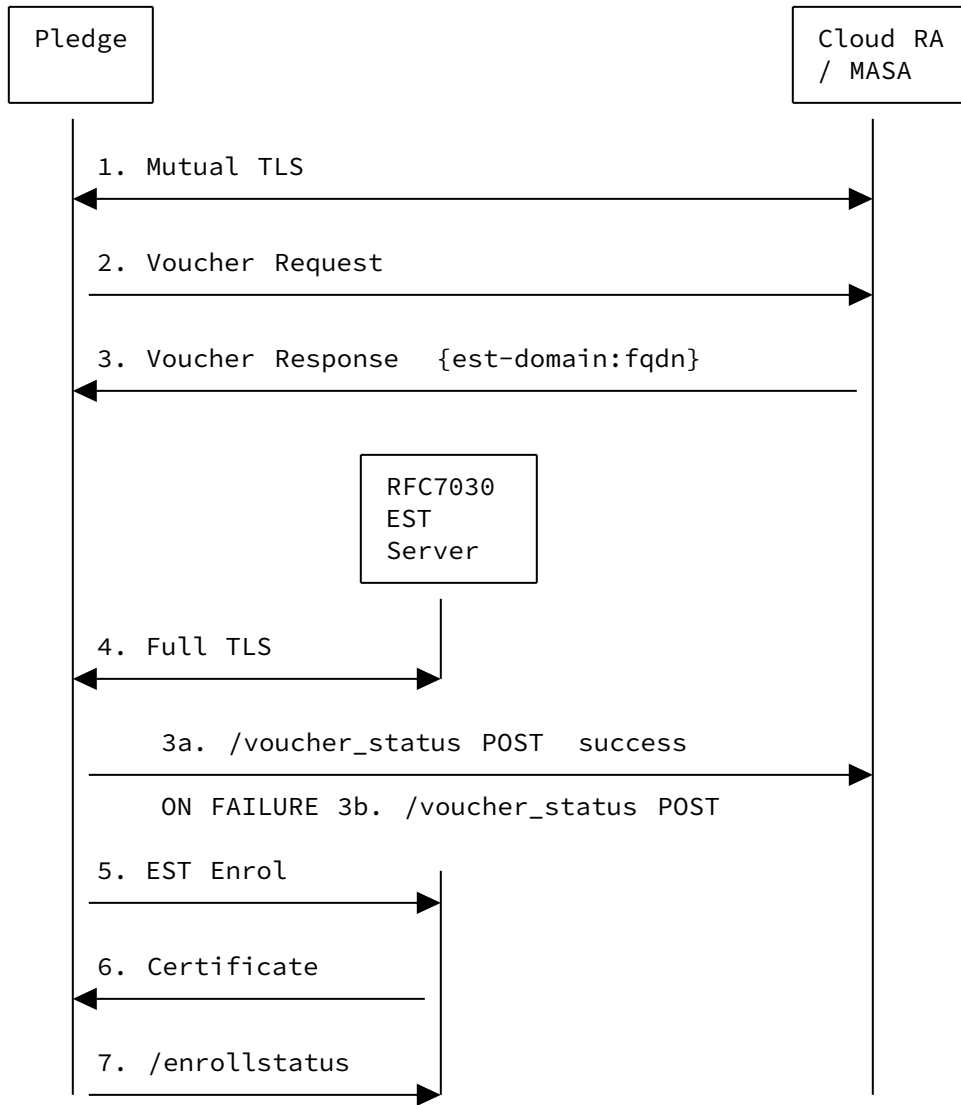 Pledge
Cloud RA
/ MASA
1. Mutual TLS
2. Voucher Request
3. Voucher Response {est-domain:fqdn}
RFC7030
EST
Server
4. Full TLS
3a. /voucher_status POST success
ON FAILURE 3b. /voucher_status POST
5. EST Enrol
6. Certificate
7. /enrollstatus